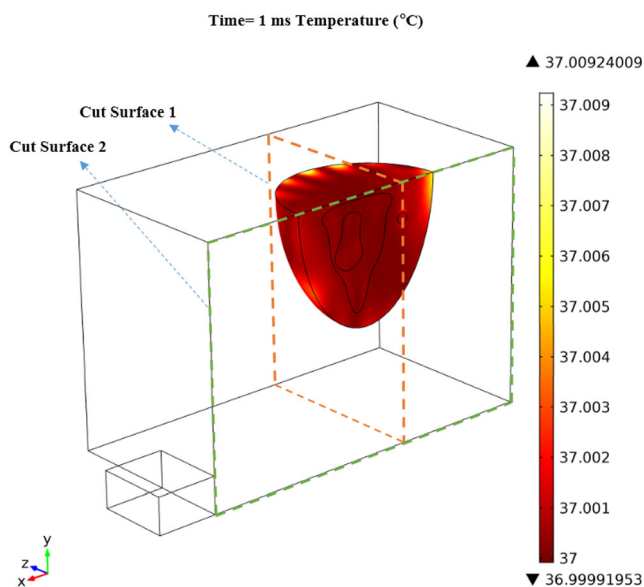 Time= 1 ms Temperature (°C)
▲ 37.00924009
Cut Surface 1
Cut Surface 2
37.009
37.008
37.007
37.006
37.005
37.004
37.003
37.002
37.001
37
▼ 36.99991953
y
z
x